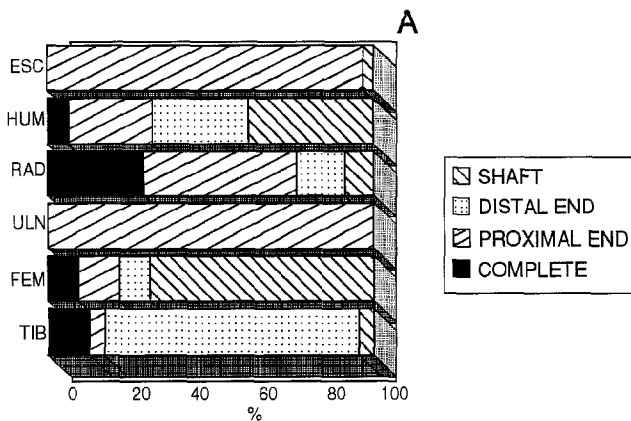 A
ESC
HUM
RAD
ULN
FEM
TIB
0 20 40 60 80 100
%
SHAFT
DISTAL END
PROXIMAL END
COMPLETE